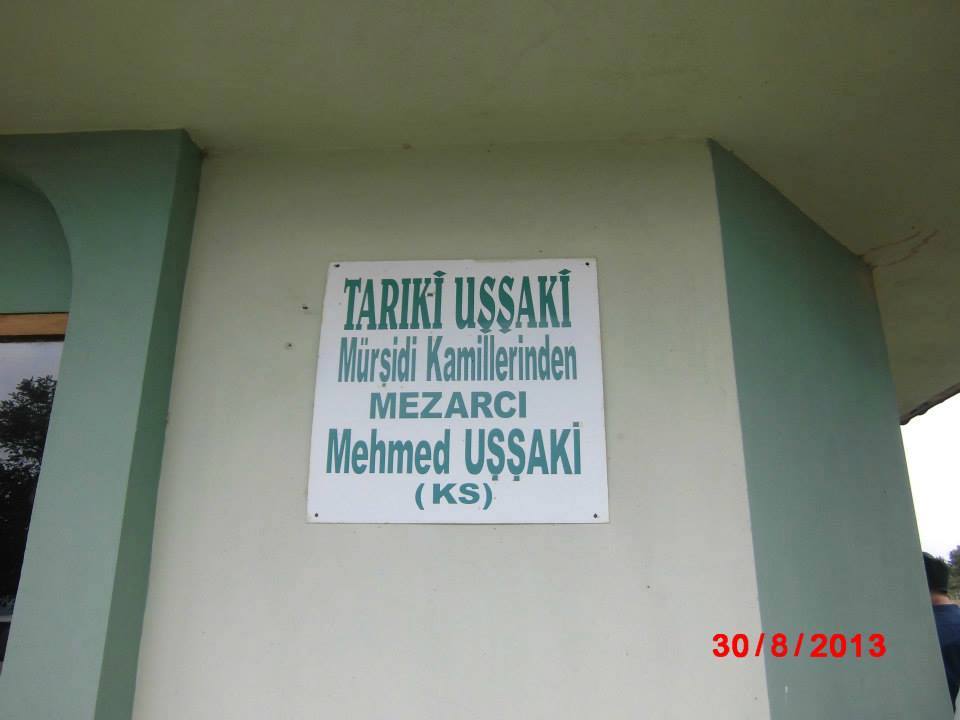 TARIKİ UŞŞAKİ
Mürşidi Kamillerinden
MEZARCI
Mehmed UŞŞAKİ
(KS)
30/8/2013